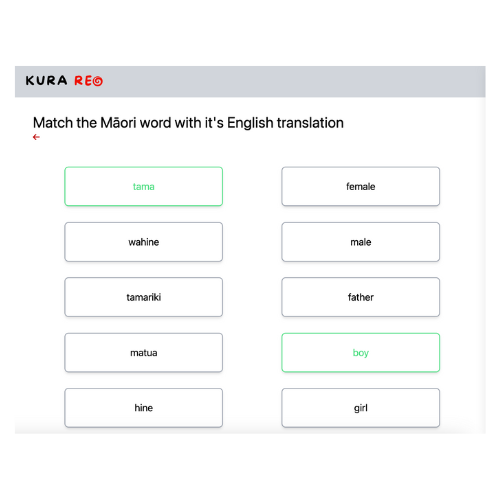 KURA REO
Match the Māori word with it's English translation
←
tama female
wahine male
tamariki father
matua boy
hine girl